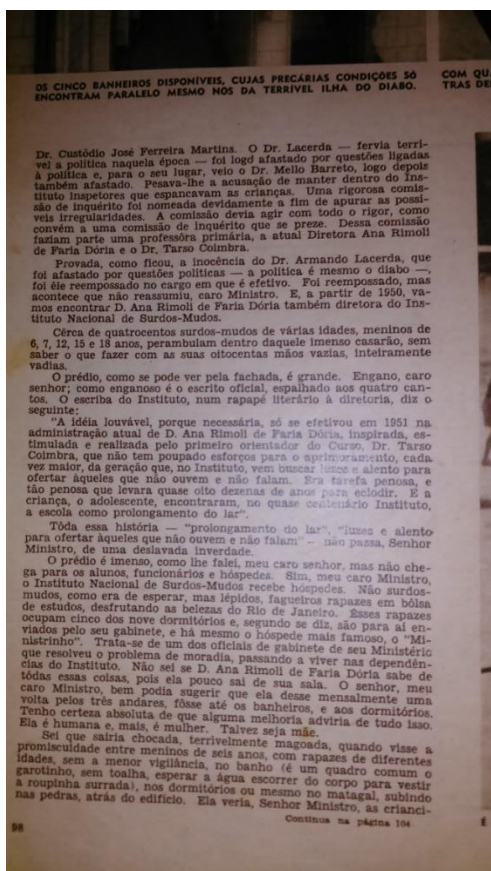 OS CINCO BANHEIROS DISPONÍVEIS, CUJAS PRECÁRIAS CONDIÇÕES SÓ
ENCONTRAM PARALELO MESMO NOS DA TERRÍVEL ILHA DO DIABO.
COM QU
TRAS DE
Dr. Custódio José Ferreira Martins. O Dr. Lacerda — fervia terrí-
vel a política naquela época — foi logd afastado por questões ligadas
à política e, para o seu lugar, veio o Dr. Mello Barreto, logo depois
também afastado. Pesava-lhe a acusação de manter dentro do Ins-
tituto inspetores que espancavam as crianças. Uma rigorosa comis-
são de inquérito foi nomeada devidamente a fim de apurar as possí-
veis irregularidades. A comissão devia agir com todo o rigor, como
convém a uma comissão de inquérito que se preze. Dessa comissão
faziam parte uma professôra primária, a atual Diretora Ana Rimoli
de Faria Dória e o Dr. Tarso Coimbra.
Provada, como ficou, a inocência do Dr. Armando Lacerda, que
foi afastado por questões políticas — a política é mesmo o diabo —,
foi êle reempossado no cargo em que é efetivo. Foi reempossado, mas
acontece que não reassumiu, caro Ministro. E, a partir de 1950, va-
mos encontrar D. Ana Rimoli de Faria Dória também diretora do Ins-
tituto Nacional de Surdos-Mudos.
Cêrca de quatrocentos surdos-mudos de várias idades, meninos de
6, 7, 12, 15 e 18 anos, perambulam dentro daquele imenso casarão, sem
saber o que fazer com as suas oitocentas mãos vazias, inteiramente
vadias.
O prédio, como se pode ver pela fachada, é grande. Engano, caro
senhor; como enganoso é o escrito oficial, espalhado aos quatro can-
tos. O escriba do Instituto, num rapapé literário à diretoria, diz o
seguinte:
"A idéia louvável, porque necessária, só se efetivou em 1951 na
administração atual de D. Ana Rimoli de Faria Dória, inspirada, es-
timulada e realizada pelo primeiro orientador do Curso, Dr. Tarso
Coimbra, que não tem poupado esforços para o aprimoramento, cada
vez maior, da geração que, no Instituto, vem buscar luzes e alento para
ofertar àqueles que não ouvem e não falam. Era tarefa penosa, e
tão penosa que levara quase oito dezenas de anos para eclodir. E a
criança, o adolescente, encontraram, no quase centenário Instituto,
a escola como prolongamento do lar".
Tôda essa história — "prolongamento do lar", "luzes e alento
para ofertar àqueles que não ouvem e não falam" — não passa, Senhor
Ministro, de uma deslavada inverdade.
O prédio é imenso, como lhe falei, meu caro senhor, mas não che-
ga para os alunos, funcionários e hóspedes. Sim, meu caro Ministro,
o Instituto Nacional de Surdos-Mudos recebe hóspedes. Não surdos-
mudos, como era de esperar, mas lépidos, fagueiros rapazes em bôlsa
de estudos, desfrutando as belezas do Rio de Janeiro. Êsses rapazes
ocupam cinco dos nove dormitórios e, segundo se diz, são para aí en-
viados pelo seu gabinete, e há mesmo o hóspede mais famoso, o "Mi-
nistrinho". Trata-se de um dos oficiais de gabinete de seu Ministério
que resolveu o problema de moradia, passando a viver nas dependên-
cias do Instituto. Não sei se D. Ana Rimoli de Faria Dória sabe de
tôdas essas coisas, pois ela pouco sai de sua sala. O senhor, meu
caro Ministro, bem podia sugerir que ela desse mensalmente uma
volta pelos três andares, fôsse até os banheiros, e aos dormitórios.
Tenho certeza absoluta de que alguma melhoria adviria de tudo isso.
Ela é humana e, mais, é mulher. Talvez seja mãe.
Sei que sairia chocada, terrivelmente magoada, quando visse a
promiscuidade entre meninos de seis anos, com rapazes de diferentes
idades, sem a menor vigilância, no banho (é um quadro comum o
garotinho, sem toalha, esperar a água escorrer do corpo para vestir
a roupinha surrada), nos dormitórios ou mesmo no matagal, subindo
nas pedras, atrás do edifício. Ela veria, Senhor Ministro, as crianci-
Continua na página 104
98
É